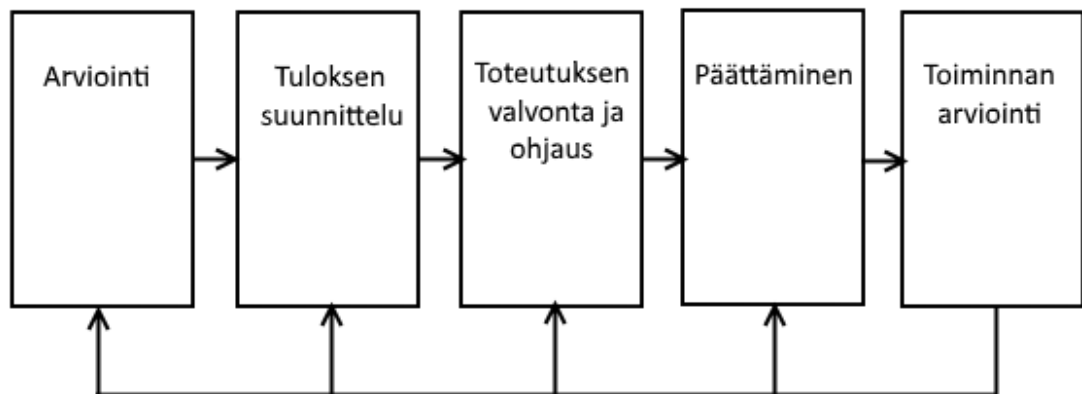 Arviointi
Tuloksen
suunnittelu
Toteutuksen
valvonta ja
ohjaus
Päättäminen
Toiminnan
arviointi